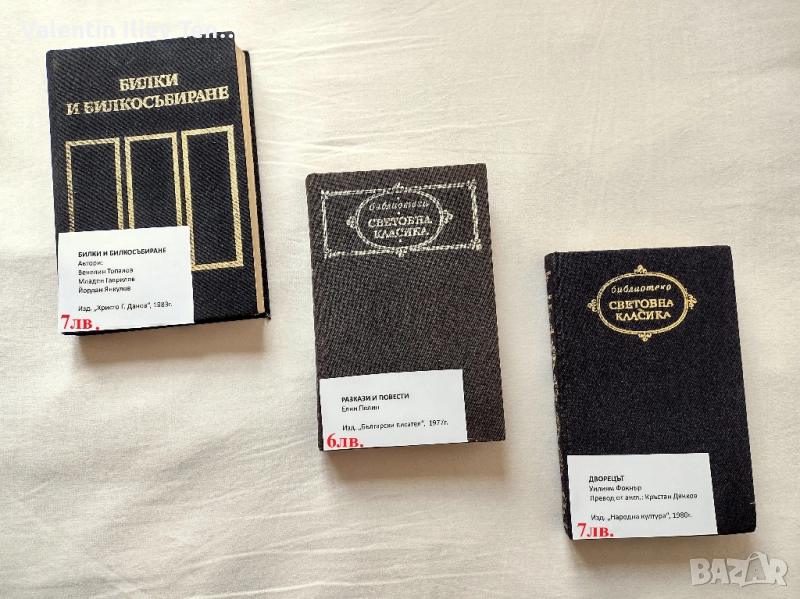 Valentin Iliev Ton...
БИЛКИ
И БИЛКОСЪБИРАНЕ
БИЛКИ И БИЛКОСЪБИРАНЕ
Автори:
Венелин Топалов
Младен Гаврилов
Йордан Янкулов
Изд. „Христо Г. Данов", 1983г.
7лв.
библиотека
СВЕТОВНА
КЛАСИКА
РАЗКАЗИ И ПОВЕСТИ
Елин Пелин
Изд. „Български писател", 1977г.
6лв.
библиотека
СВЕТОВНА
КЛАСИКА
ДВОРЕЦЪТ
Уилям Фокнър
Превод от англ.: Кръстан Дянков
Изд. „Народна култура", 1980г.
7лв.
BAZAR